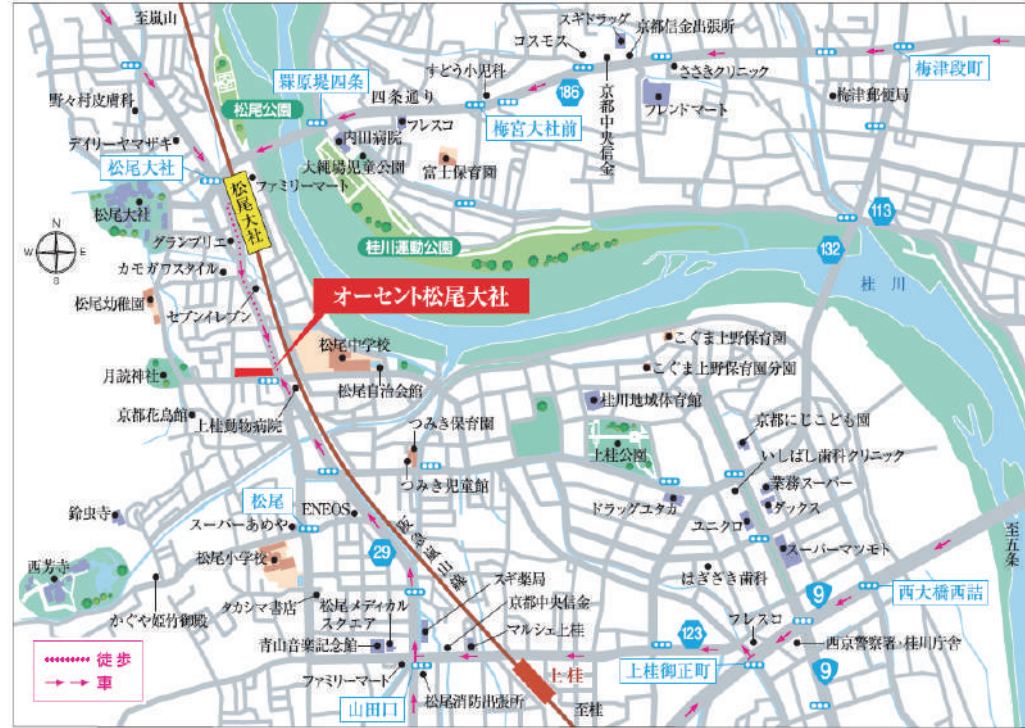 至嵐山
スギドラッグ
京都信金出張所
コスモス
ささきクリニック
梅津段町
すどう小児科
罧原堤四条
四条通り
186
京都中央信金
フレンドマート
梅津郵便局
野々村皮膚科
松尾公園
梅宮大社前
フレスコ
内田病院
デイリーヤマザキ
大縄場児童公園
富士保育園
松尾大社
ファミリーマート
松尾大社
松尾大社
113
N
W
E
S
グランプリエ
桂川運動公園
132
カモガワスタイル
桂川
松尾幼稚園
オーセント松尾大社
セブンイレブン
松尾中学校
こぐま上野保育園
月読神社
松尾自治会館
こぐま上野保育園分園
京都花鳥館
上桂動物病院
桂川地域体育館
つみき保育園
京都にじこども園
上桂公園
いしばし歯科クリニック
つみき児童館
業務スーパー
松尾
ENEOS
ドラッグユタカ
ダックス
鈴虫寺
スーパーあめや
ユニクロ
阪急嵐山線
松尾小学校
29
スーパーマツモト
至五条
西芳寺
はぎさき歯科
スギ薬局
9
西大橋西詰
かぐや姫竹御殿
タカシマ書店
松尾メディカル
スクエア
京都中央信金
フレスコ
123
青山音楽記念館
マルシェ上桂
西京警察署・桂川庁舎
徒歩
車
ファミリーマート
上桂
上桂御正町
9
山田口
松尾消防出張所
至桂